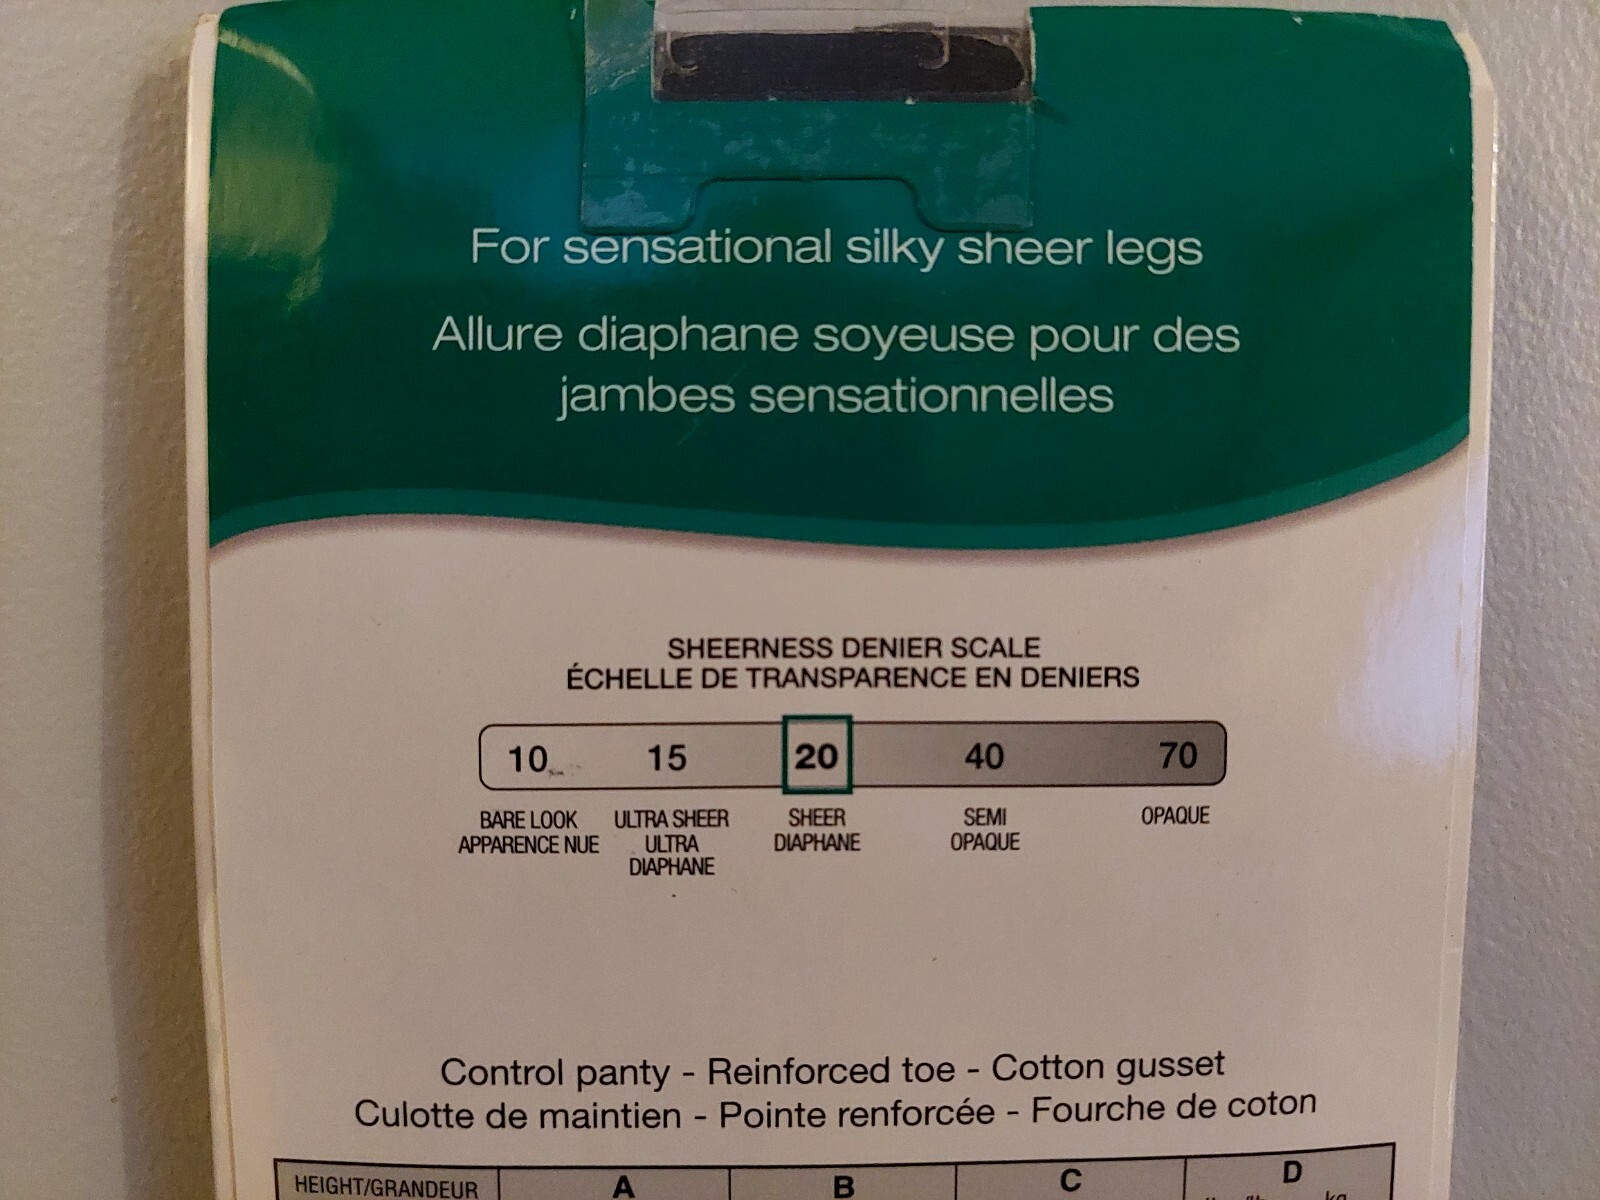 For sensational silky sheer legs
Allure diaphane soyeuse pour des
jambes sensationnelles
SHEERNESS DENIER SCALE
ÉCHELLE DE TRANSPARENCE EN DENIERS
10 15 20 40 70
BARE LOOK ULTRA SHEER SHEER SEMI OPAQUE
APPARENCE NUE ULTRA DIAPHANE OPAQUE
DIAPHANE
Control panty - Reinforced toe - Cotton gusset
Culotte de maintien - Pointe renforcée - Fourche de coton
HEIGHT/GRANDEUR A B C D
kg